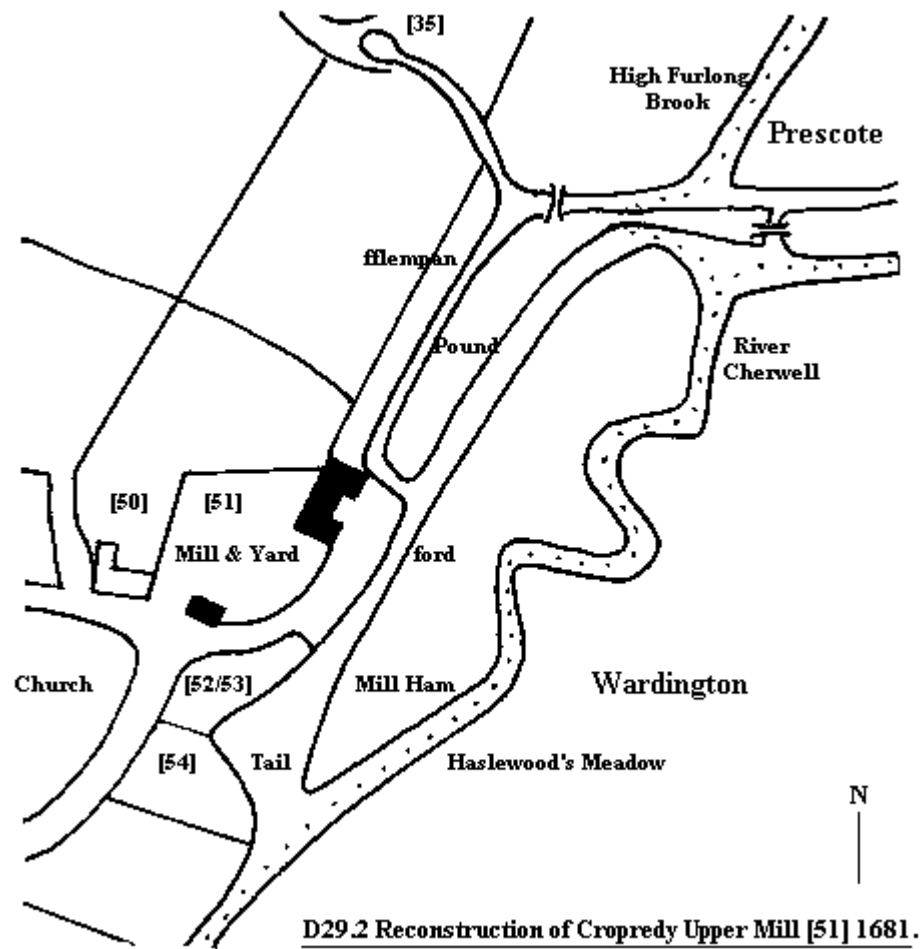 [35]
High Furlong
Brook
Prescote
fflempan
Pound
River
Cherwell
[50]
[51]
Mill & Yard
ford
Church
[52/53]
Mill Ham
Wardington
[54]
Tail
Haslewood's Meadow
N
D29.2 Reconstruction of Cropredy Upper Mill [51] 1681.